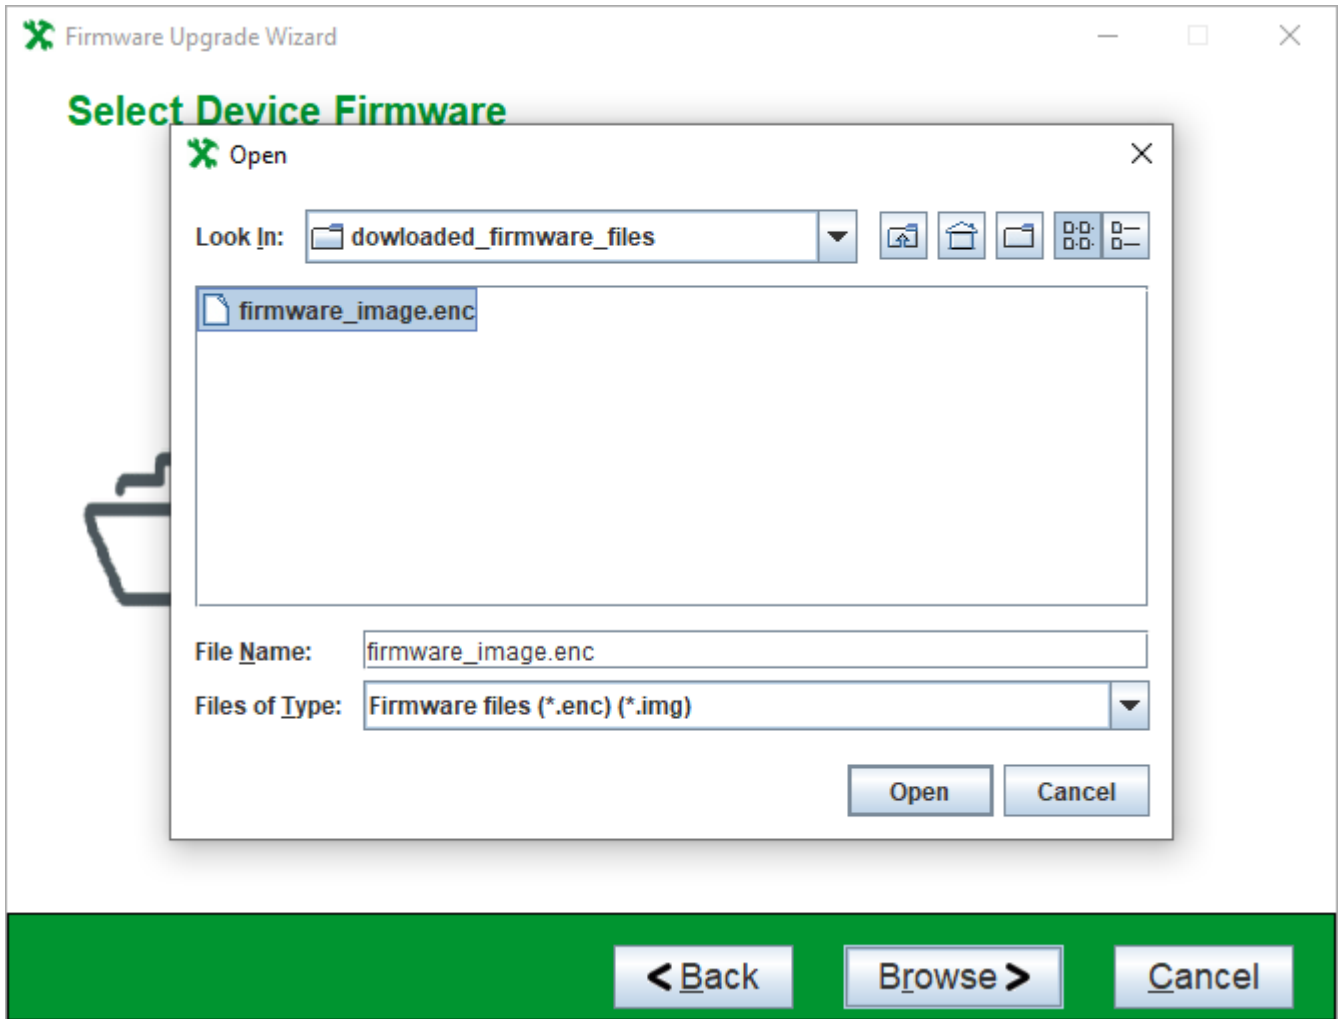 Firmware Upgrade Wizard
Select Device Firmware
Open
Look In: dowloaded_firmware_files
firmware_image.enc
File Name: firmware_image.enc
Files of Type: Firmware files (*.enc) (*.img)
Open Cancel
< Back Browse > Cancel